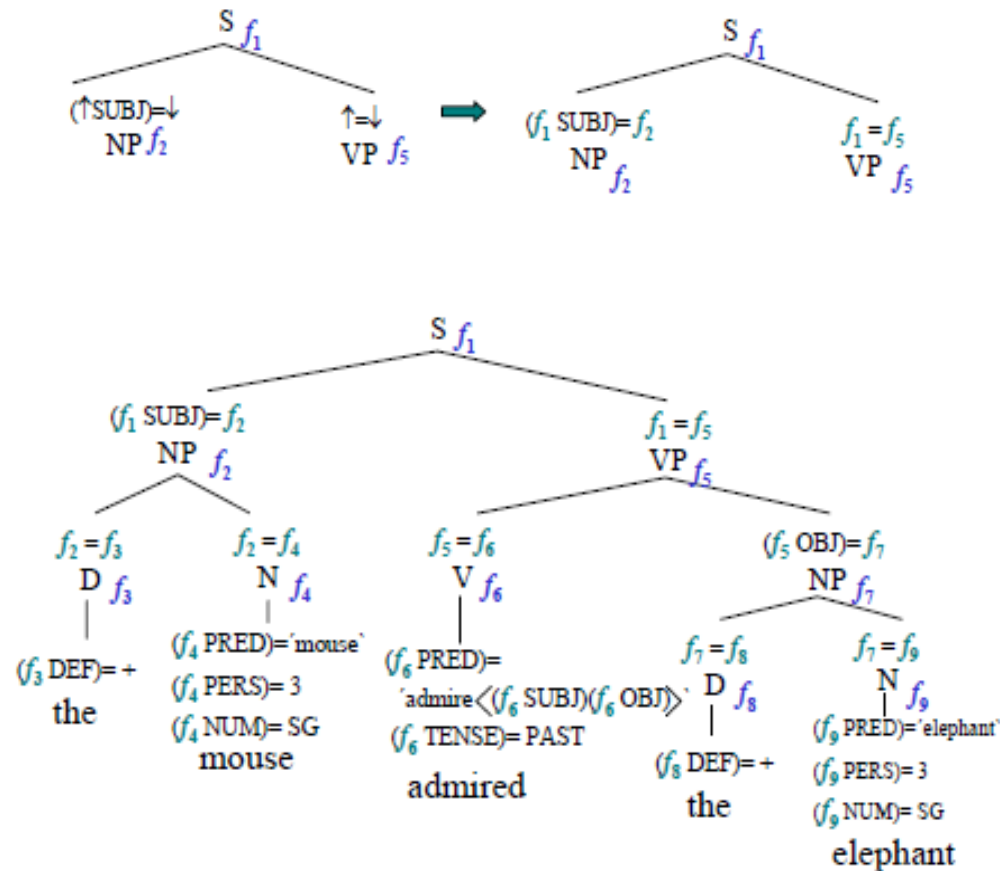 S f₁ S f₁
(↑SUBJ)=↓ ↑=↓ (f₁ SUBJ)=f₂ f₁=f₅
NP f₂ VP f₅ NP f₂ VP f₅
S f₁
(f₁ SUBJ)=f₂ f₁=f₅
NP f₂ VP f₅
f₂=f₃ f₂=f₄ f₅=f₆ (f₅ OBJ)=f₇
D f₃ N f₄ V f₆ NP f₇
(f₃ DEF)= +
the
(f₄ PRED)=´mouse`
(f₄ PERS)= 3
(f₄ NUM)= SG
mouse
(f₆ PRED)=
´admire<(f₆ SUBJ)(f₆ OBJ)>`
(f₆ TENSE)= PAST
admired
f₇=f₈ f₇=f₉
D f₈ N f₉
(f₈ DEF)= +
the
(f₉ PRED)=´elephant`
(f₉ PERS)= 3
(f₉ NUM)= SG
elephant